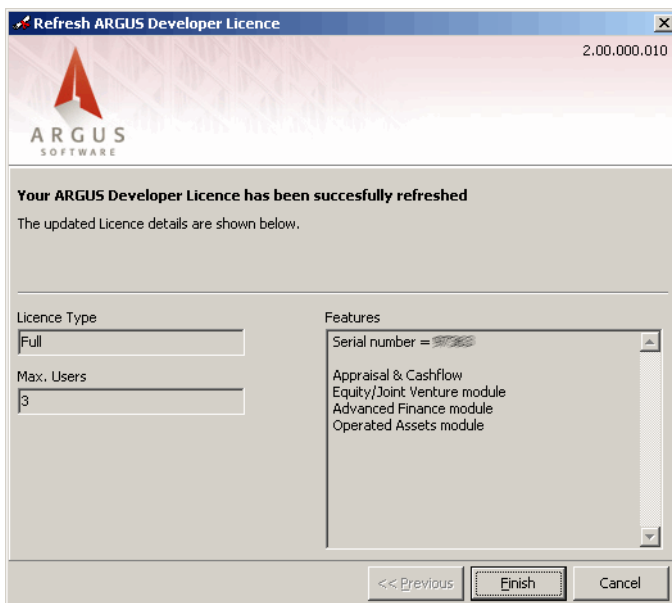 Refresh ARGUS Developer Licence
2.00.000.010
ARGUS
SOFTWARE
Your ARGUS Developer Licence has been succesfully refreshed
The updated Licence details are shown below.
Licence Type
Full
Max. Users
3
Features
Serial number =
Appraisal & Cashflow
Equity/Joint Venture module
Advanced Finance module
Operated Assets module
<< Previous
Finish
Cancel